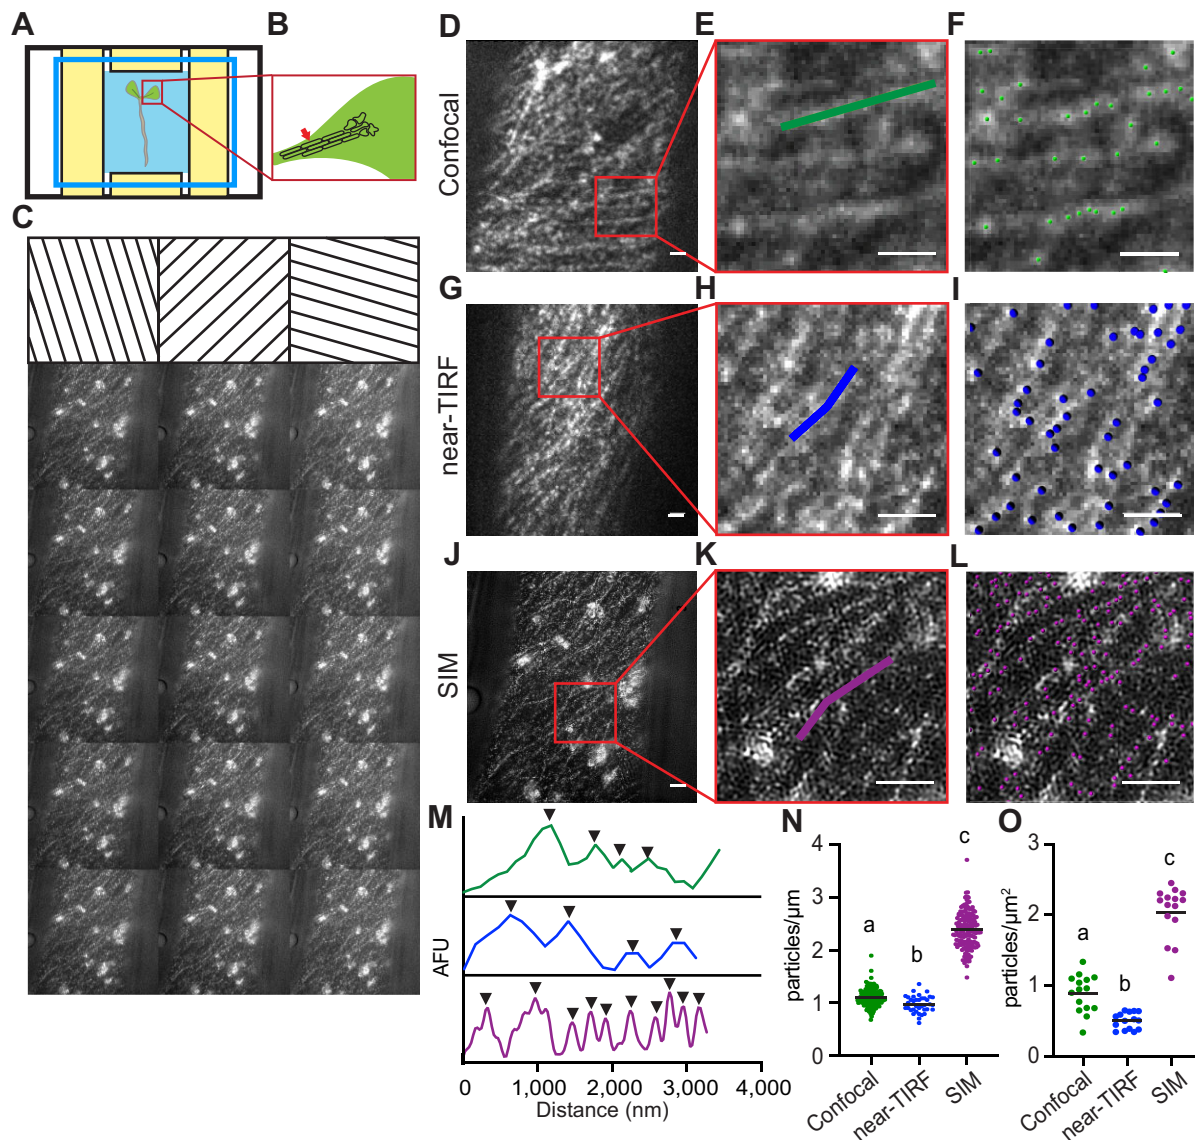 A
B
C
D
E
F
Confocal
G
H
I
near-TIRF
J
K
L
SIM
M
N
O
AFU
0
1,000
2,000
3,000
4,000
Distance (nm)
particles/µm
4
3
2
1
0
a
b
c
Confocal
near-TIRF
SIM
particles/µm²
3
2
1
0
a
b
c
Confocal
near-TIRF
SIM